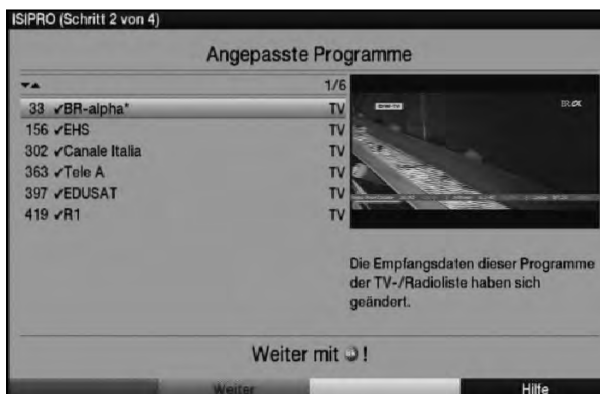 ISIPRO (Schritt 2 von 4)
Angepasste Programme
1/6
33 ✔BR-alpha* TV
156 ✔EHS TV
302 ✔Canale Italia TV
363 ✔Tele A TV
397 ✔EDUSAT TV
419 ✔R1 TV
Die Empfangsdaten dieser Programme
der TV-/Radioliste haben sich
geändert.
Weiter mit !
Weiter
Hilfe